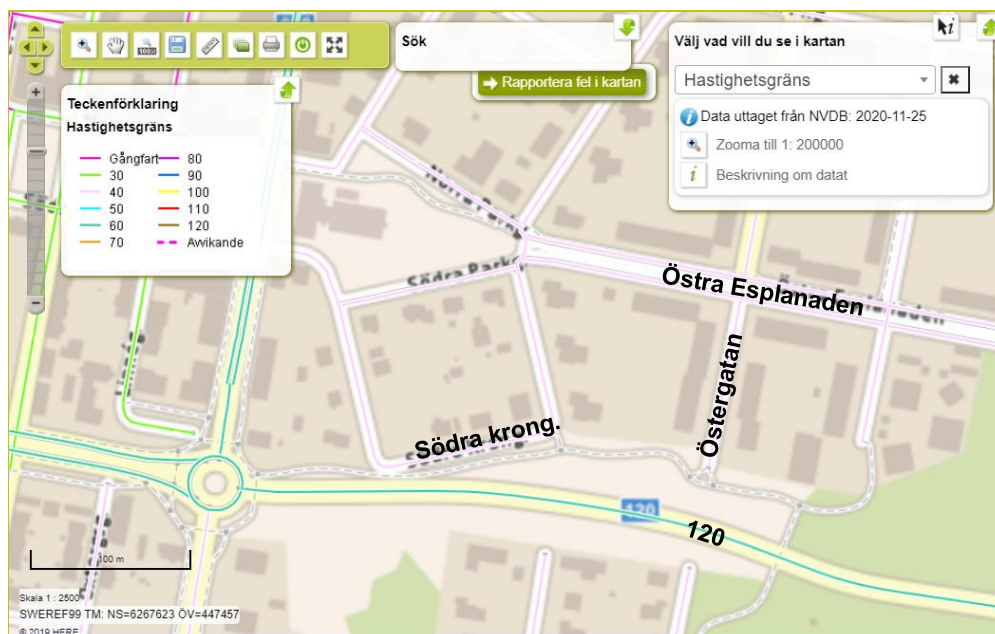 100%
Sök
Rapportera fel i kartan
Välj vad vill du se i kartan
Hastighetsgräns
Data uttaget från NVDB: 2020-11-25
Zooma till 1: 200000
Beskrivning om datat
Teckenförklaring
Hastighetsgräns
Gångfart
30
40
50
60
70
80
90
100
110
120
Avvikande
Södra Park
Östra Esplanaden
Östergatan
Södra krong.
120
120
100 m
Skala 1 : 2500
SWEREF99 TM: NS=6267623 ÖV=447457
© 2019 HERE